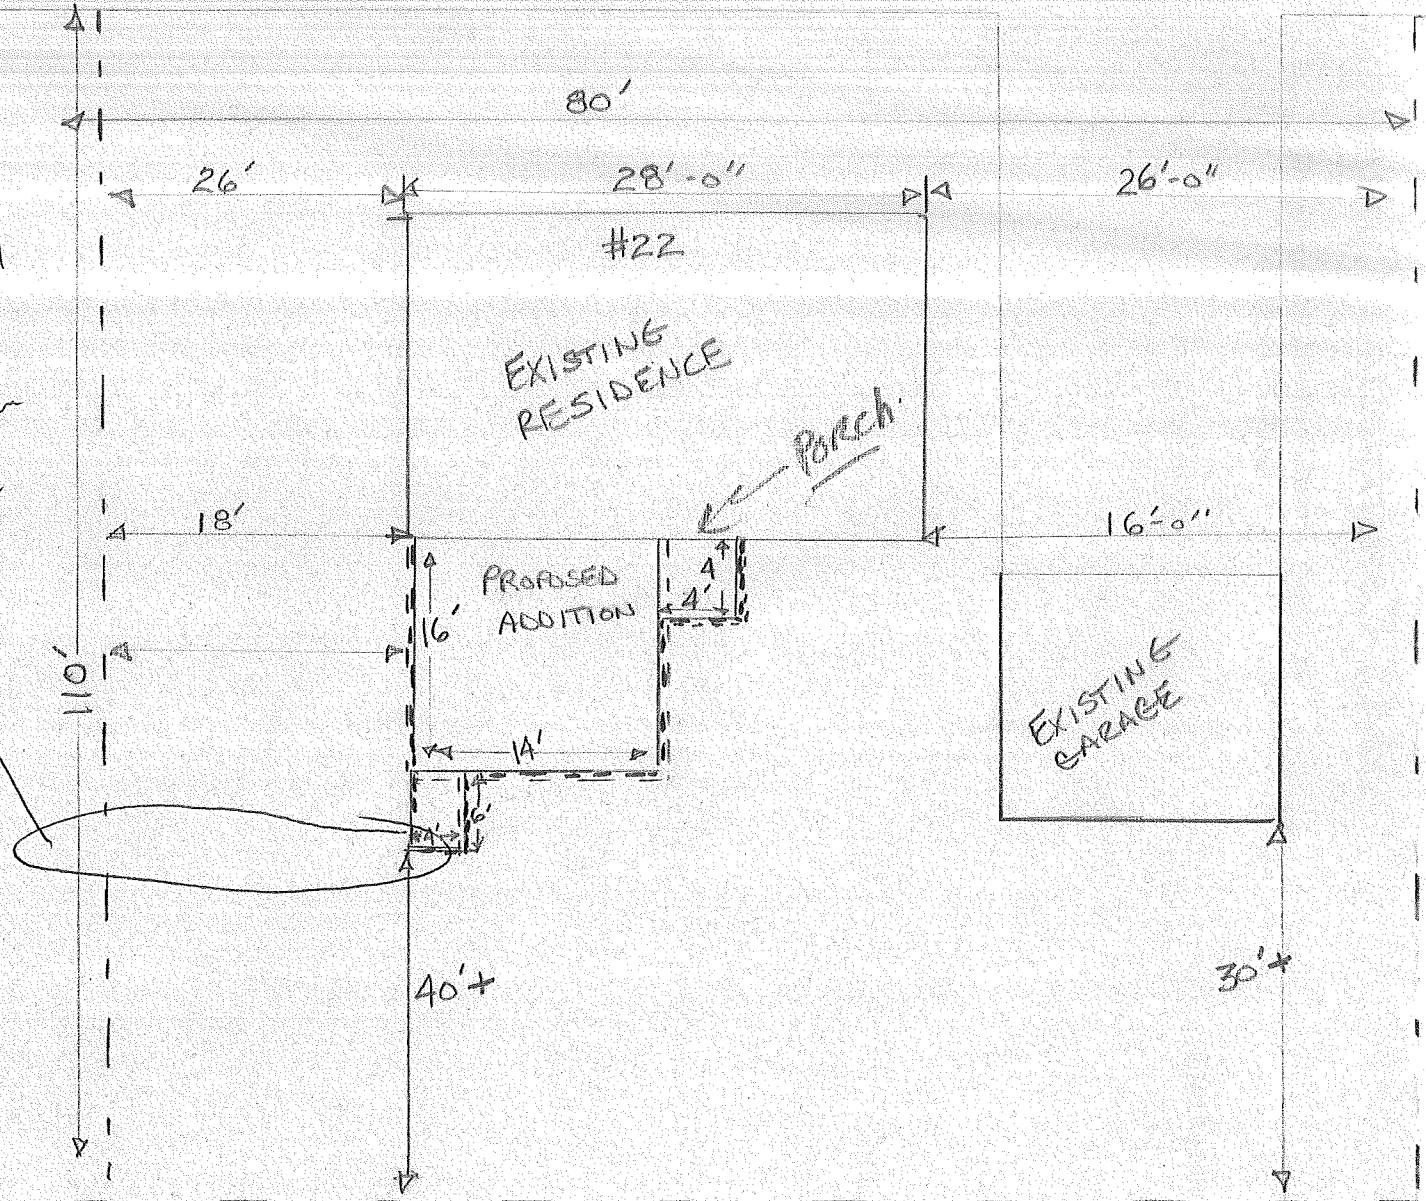 80'
26'
28'-0"
26'-0"
#22
EXISTING
RESIDENCE
PORCH.
18'
16'-0"
PROPOSED
ADDITION
4
4'
16'
110'
14'
EXISTING
GARAGE
6'
4'
40'+
30'+